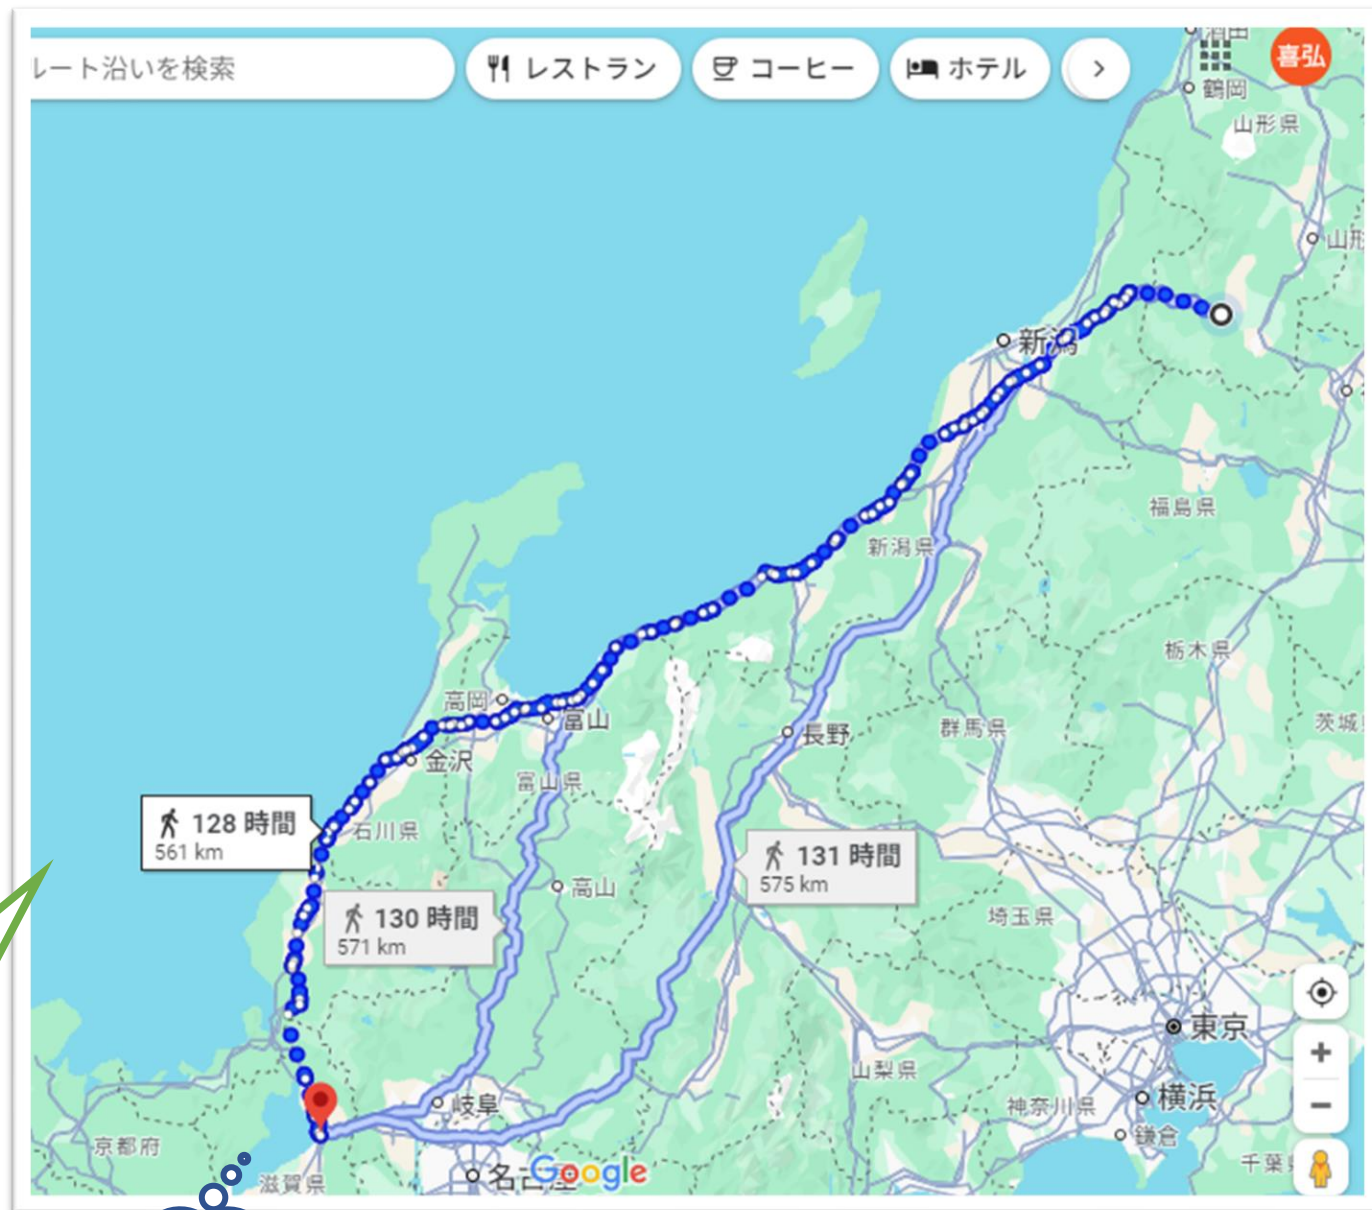 ルート沿いを検索
レストラン
コーヒー
ホテル
喜弘
酒田
鶴岡
山形県
山形
新潟
福島県
新潟県
栃木県
高岡
富山
長野
群馬県
茨城
金沢
富山県
128 時間
561 km
石川県
131 時間
575 km
高山
130 時間
571 km
埼玉県
東京
山梨県
岐阜
神奈川県
横浜
京都府
鎌倉
滋賀県
名古屋
Google
千葉県